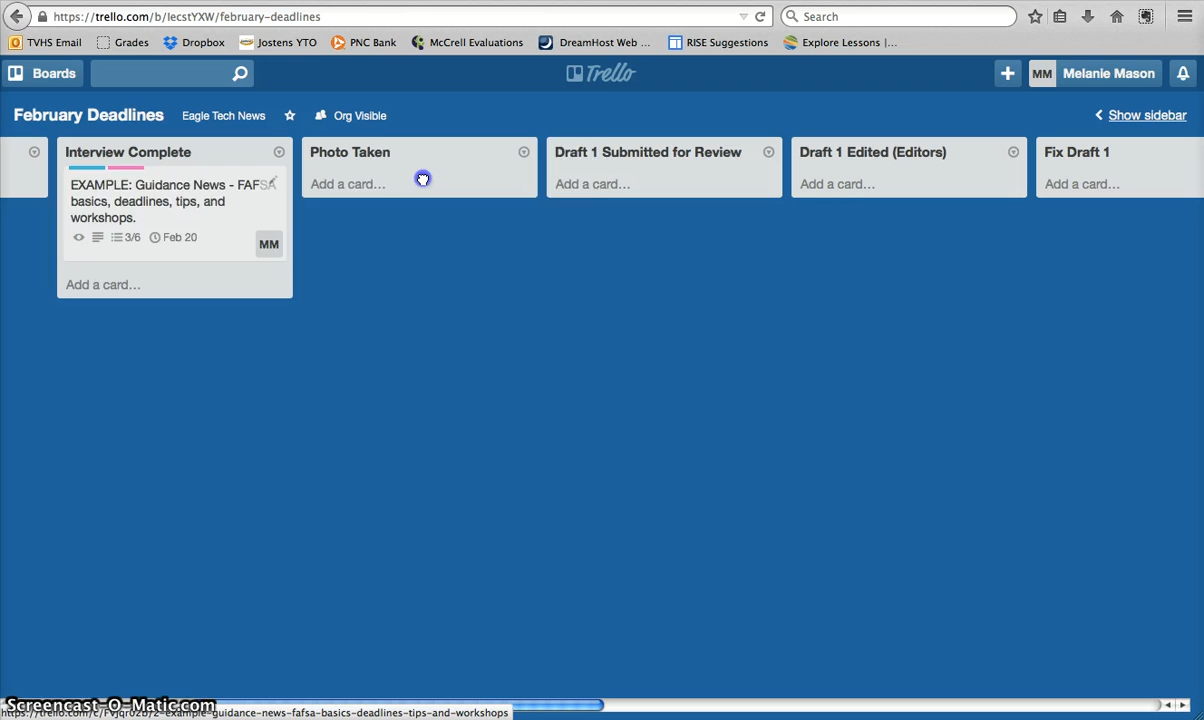 https://trello.com/b/IecstYXW/february-deadlines
Search
TVHS Email
Grades
Dropbox
Jostens YTO
PNC Bank
McCrell Evaluations
DreamHost Web ...
RISE Suggestions
Explore Lessons |...
Boards
Trello
MM
Melanie Mason
February Deadlines
Eagle Tech News
Org Visible
Show sidebar
Interview Complete
Photo Taken
Draft 1 Submitted for Review
Draft 1 Edited (Editors)
Fix Draft 1
EXAMPLE: Guidance News - FAFSA
basics, deadlines, tips, and
workshops.
3/6
Feb 20
MM
Add a card...
Add a card...
Add a card...
Add a card...
Add a card...
Screencast-O-Matic.com